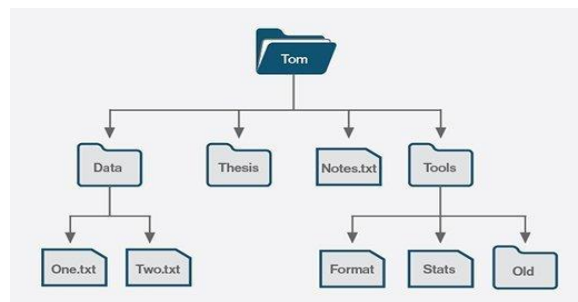 Tom
Data
Thesis
Notes.txt
Tools
One.txt
Two.txt
Format
Stats
Old